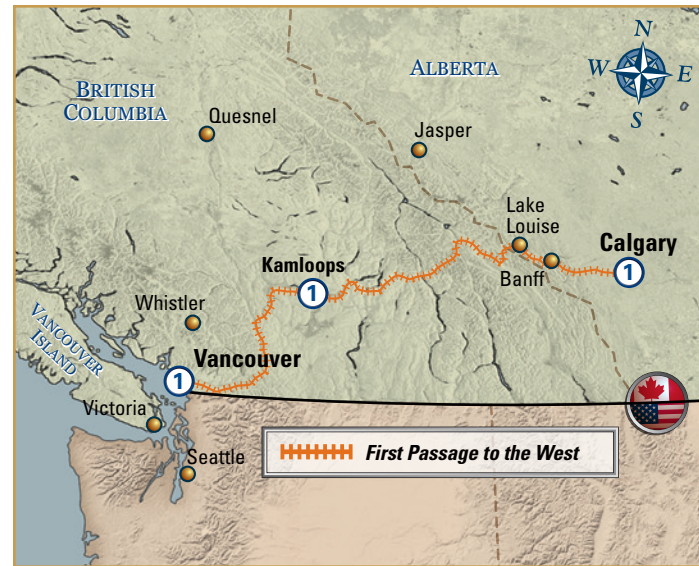 N
W E
S
BRITISH
COLUMBIA
ALBERTA
Quesnel
Jasper
Lake
Louise
Calgary
1
Banff
Kamloops
1
Whistler
VANCOUVER
ISLAND
Vancouver
1
Victoria
Seattle
First Passage to the West